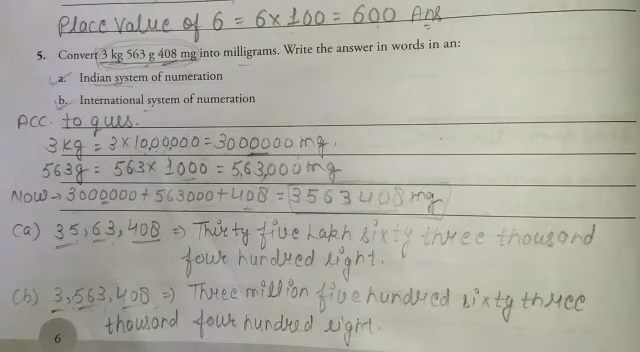 Place Value of 6 = 6 × 100 = 600 Ans
5. Convert 3 kg 563 g 408 mg into milligrams. Write the answer in words in an:
a. Indian system of numeration
b. International system of numeration
Acc. to ques.
3 kg = 3 × 10,00,000 = 3000000 mg.
563g = 563 × 1000 = 5,63,000 mg
Now → 3000000 + 563000 + 408 = 3563408 mg
(a) 35,63,408 ⇒ Thirty five Lakh sixty three thousand
four hundred eight.
(b) 3,563,408 ⇒ Three million five hundred sixty three
thousand four hundred eight.
6